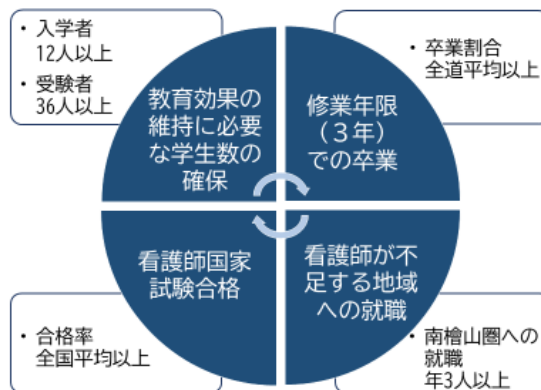 ・ 入学者
12人以上
・ 受験者
36人以上
教育効果の
維持に必要
な学生数の
確保
・ 卒業割合
全道平均以上
修業年限
（３年）
での卒業
看護師国家
試験合格
・ 合格率
全国平均以上
看護師が不
足する地域
への就職
・ 南檜山圏への
就職
年3人以上